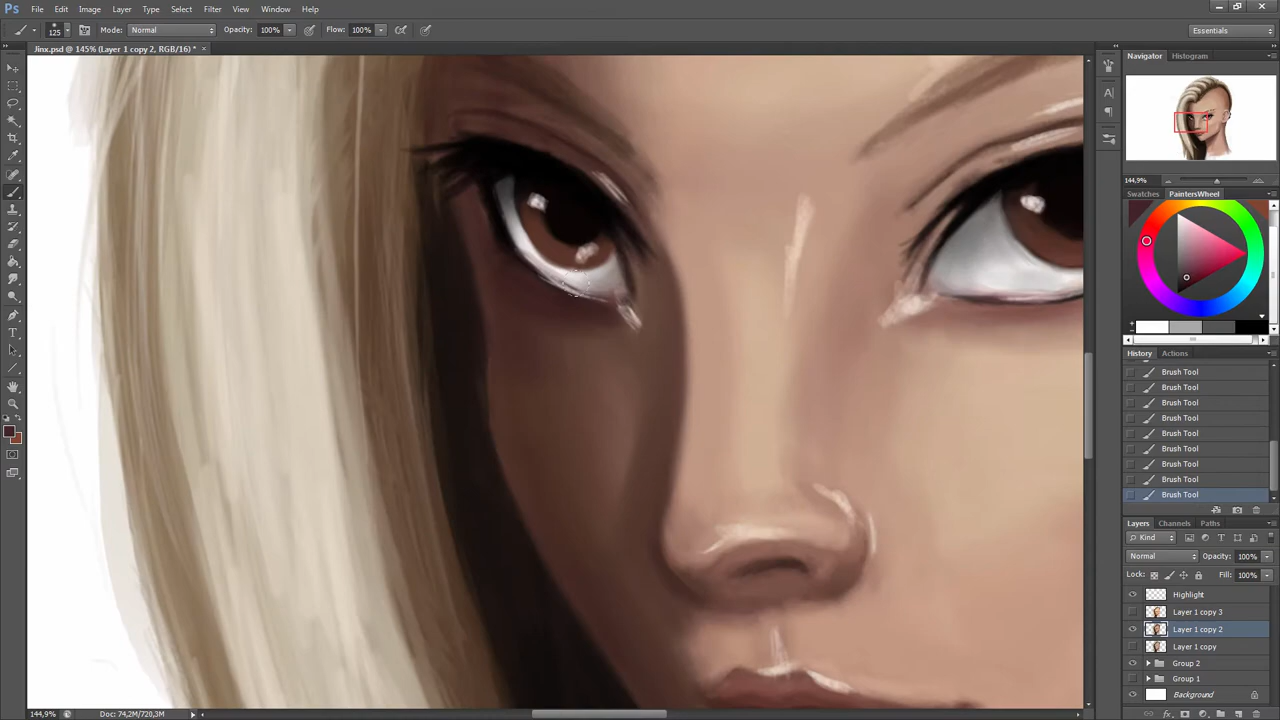 Ps File Edit Image Layer Type Select Filter View Window Help
125 Mode: Normal Opacity: 100% Flow: 100% Essentials
Jinx.psd @ 145% (Layer 1 copy 2, RGB/16) * ×
Navigator Histogram
144,9%
Swatches PaintersWheel
History Actions
Brush Tool
Brush Tool
Brush Tool
Brush Tool
Brush Tool
Brush Tool
Brush Tool
Brush Tool
Brush Tool
Layers Channels Paths
Kind
Normal Opacity: 100%
Lock: Fill: 100%
Highlight
Layer 1 copy 3
Layer 1 copy 2
Layer 1 copy
Group 2
Group 1
Background
144,9% Doc: 74,2M/720,3M